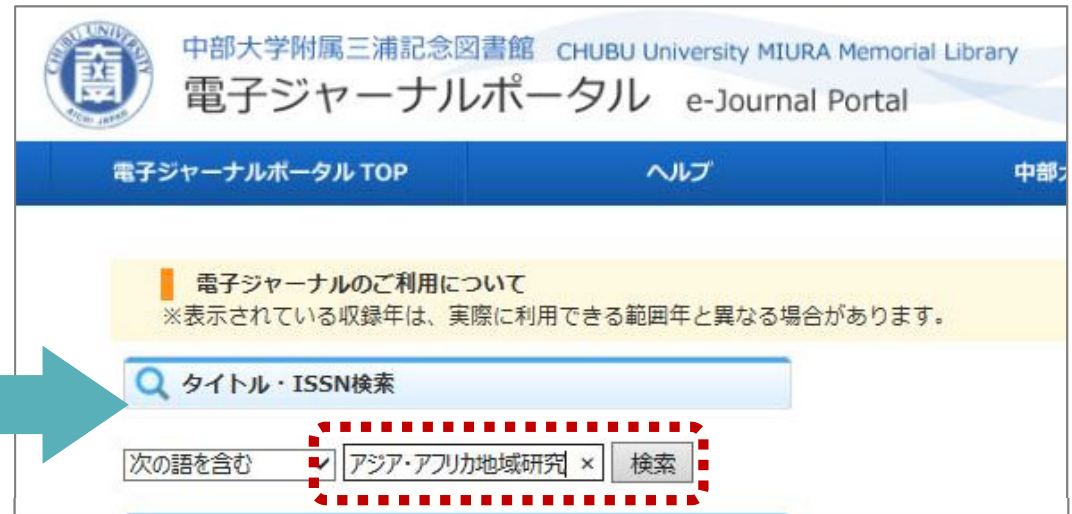 CHUBU UNIVERSITY
AICHI JAPAN
中部大学附属三浦記念図書館 CHUBU University MIURA Memorial Library
電子ジャーナルポータル e-Journal Portal
電子ジャーナルポータル TOP ヘルプ 中部
電子ジャーナルのご利用について
※表示されている収録年は、実際に利用できる範囲年と異なる場合があります。
タイトル・ISSN検索
次の語を含む アジア・アフリカ地域研究 × 検索